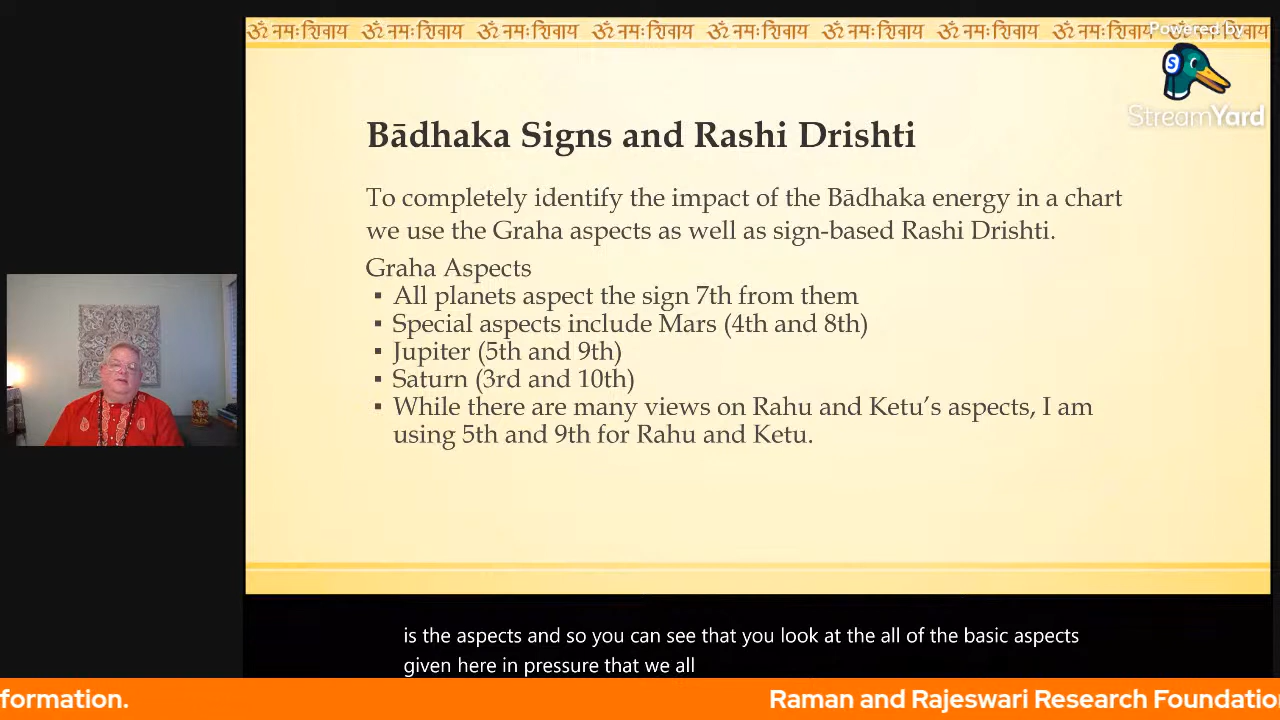 ॐ नमः शिवाय ॐ नमः शिवाय ॐ नमः शिवाय ॐ नमः शिवाय ॐ नमः शिवाय ॐ नमः शिवाय ॐ नमः शिवाय ॐ नमः शिवाय ॐ नमः शिवाय
Powered by
StreamYard
Bādhaka Signs and Rashi Drishti
To completely identify the impact of the Bādhaka energy in a chart
we use the Graha aspects as well as sign-based Rashi Drishti.
Graha Aspects
▪ All planets aspect the sign 7th from them
▪ Special aspects include Mars (4th and 8th)
▪ Jupiter (5th and 9th)
▪ Saturn (3rd and 10th)
▪ While there are many views on Rahu and Ketu’s aspects, I am
using 5th and 9th for Rahu and Ketu.
is the aspects and so you can see that you look at the all of the basic aspects
given here in pressure that we all
formation. Raman and Rajeswari Research Foundatio